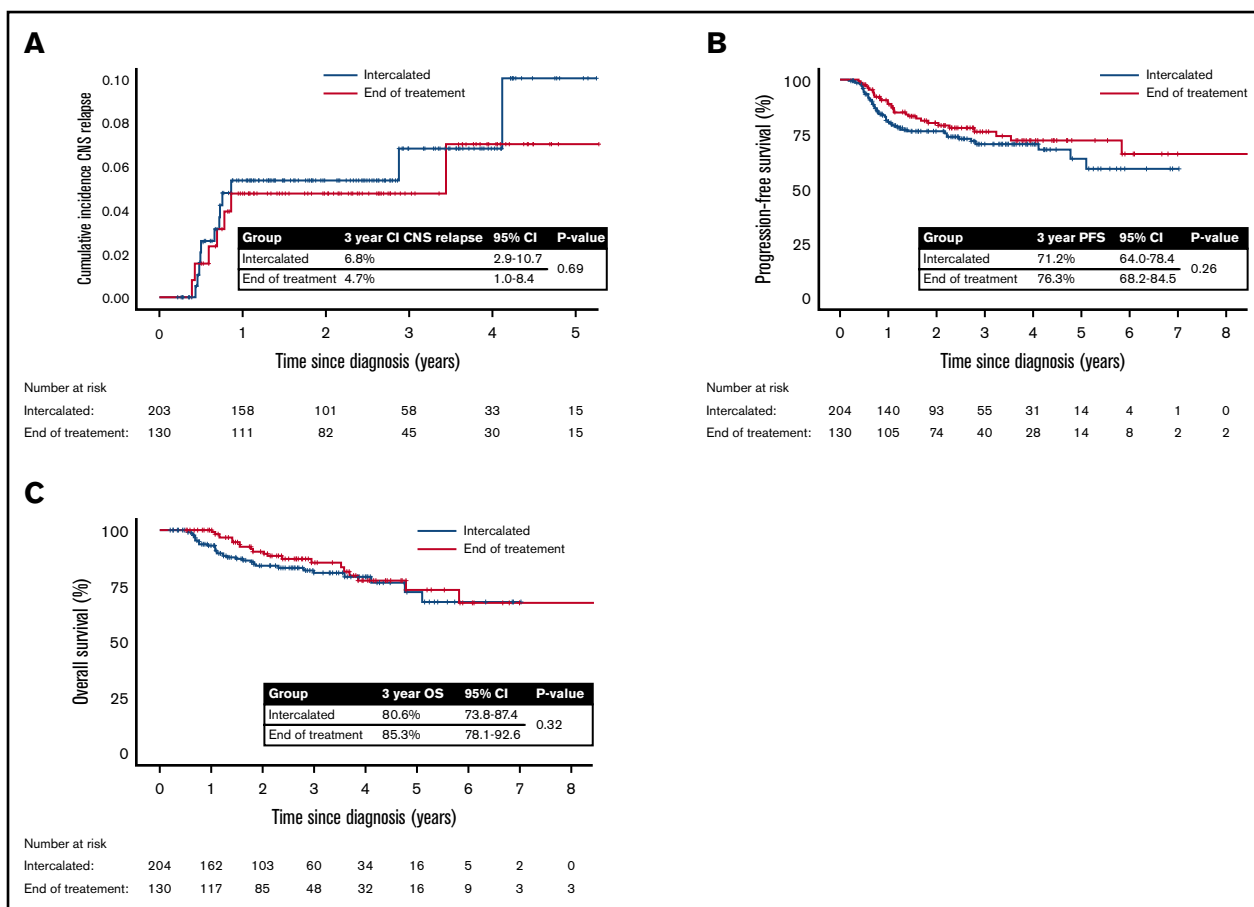 A
Cumulative incidence CNS relapse
0.10
0.08
0.06
0.04
0.02
0.00
Intercalated
End of treatement
Group 3 year CI CNS relapse 95% CI P-value
Intercalated 6.8% 2.9-10.7 0.69
End of treatment 4.7% 1.0-8.4
0 1 2 3 4 5
Time since diagnosis (years)
Number at risk
Intercalated: 203 158 101 58 33 15
End of treatement: 130 111 82 45 30 15
B
Progression-free survival (%)
100
75
50
25
0
Intercalated
End of treatement
Group 3 year PFS 95% CI P-value
Intercalated 71.2% 64.0-78.4 0.26
End of treatment 76.3% 68.2-84.5
0 1 2 3 4 5 6 7 8
Time since diagnosis (years)
Number at risk
Intercalated: 204 140 93 55 31 14 4 1 0
End of treatement: 130 105 74 40 28 14 8 2 2
C
Overall survival (%)
100
75
50
25
0
Intercalated
End of treatement
Group 3 year OS 95% CI P-value
Intercalated 80.6% 73.8-87.4 0.32
End of treatment 85.3% 78.1-92.6
0 1 2 3 4 5 6 7 8
Time since diagnosis (years)
Number at risk
Intercalated: 204 162 103 60 34 16 5 2 0
End of treatement: 130 117 85 48 32 16 9 3 3